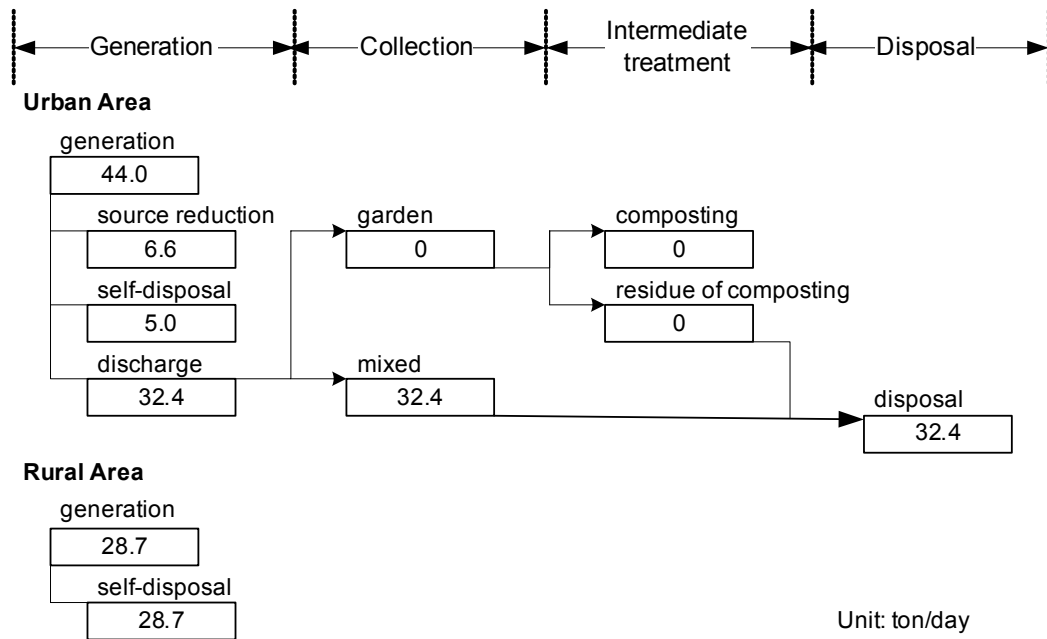 Generation
Collection
Intermediate
treatment
Disposal
Urban Area
generation
44.0
source reduction
garden
composting
6.6
0
0
self-disposal
residue of composting
5.0
0
discharge
mixed
32.4
32.4
disposal
32.4
Rural Area
generation
28.7
self-disposal
28.7
Unit: ton/day